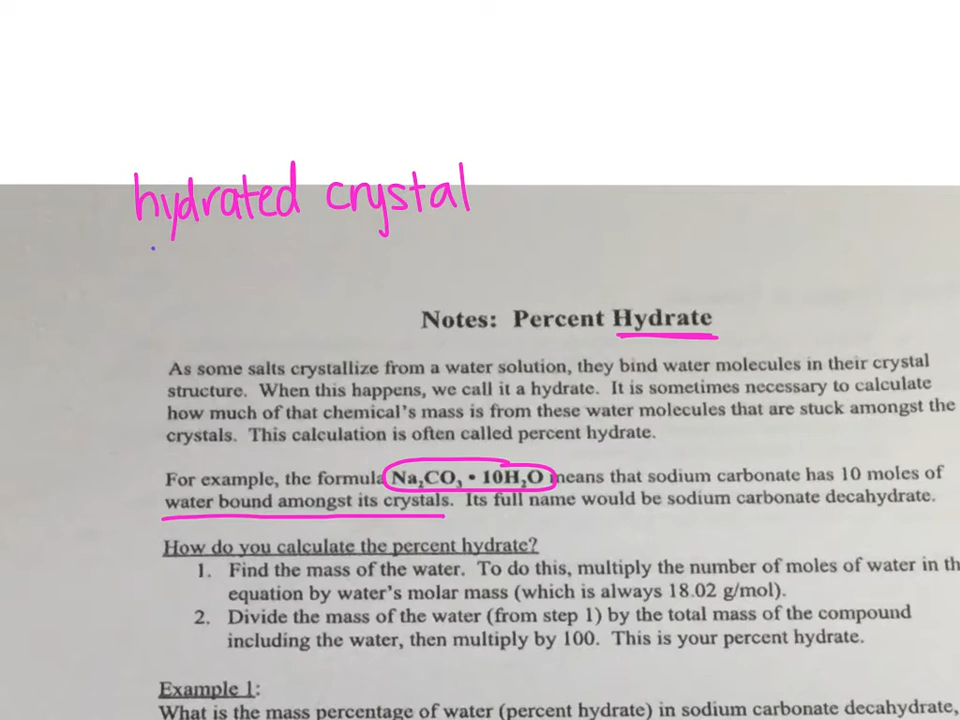 hydrated crystal
Notes: Percent Hydrate
As some salts crystallize from a water solution, they bind water molecules in their crystal
structure. When this happens, we call it a hydrate. It is sometimes necessary to calculate
how much of that chemical's mass is from these water molecules that are stuck amongst the
crystals. This calculation is often called percent hydrate.
For example, the formula Na₂CO₃ • 10H₂O means that sodium carbonate has 10 moles of
water bound amongst its crystals. Its full name would be sodium carbonate decahydrate.
How do you calculate the percent hydrate?
1. Find the mass of the water. To do this, multiply the number of moles of water in th
equation by water's molar mass (which is always 18.02 g/mol).
2. Divide the mass of the water (from step 1) by the total mass of the compound
including the water, then multiply by 100. This is your percent hydrate.
Example 1:
What is the mass percentage of water (percent hydrate) in sodium carbonate decahydrate,